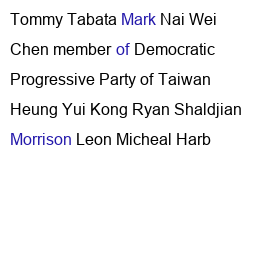 Tommy Tabata Mark Nai Wei
Chen member of Democratic
Progressive Party of Taiwan
Heung Yui Kong Ryan Shaldjian
Morrison Leon Micheal Harb